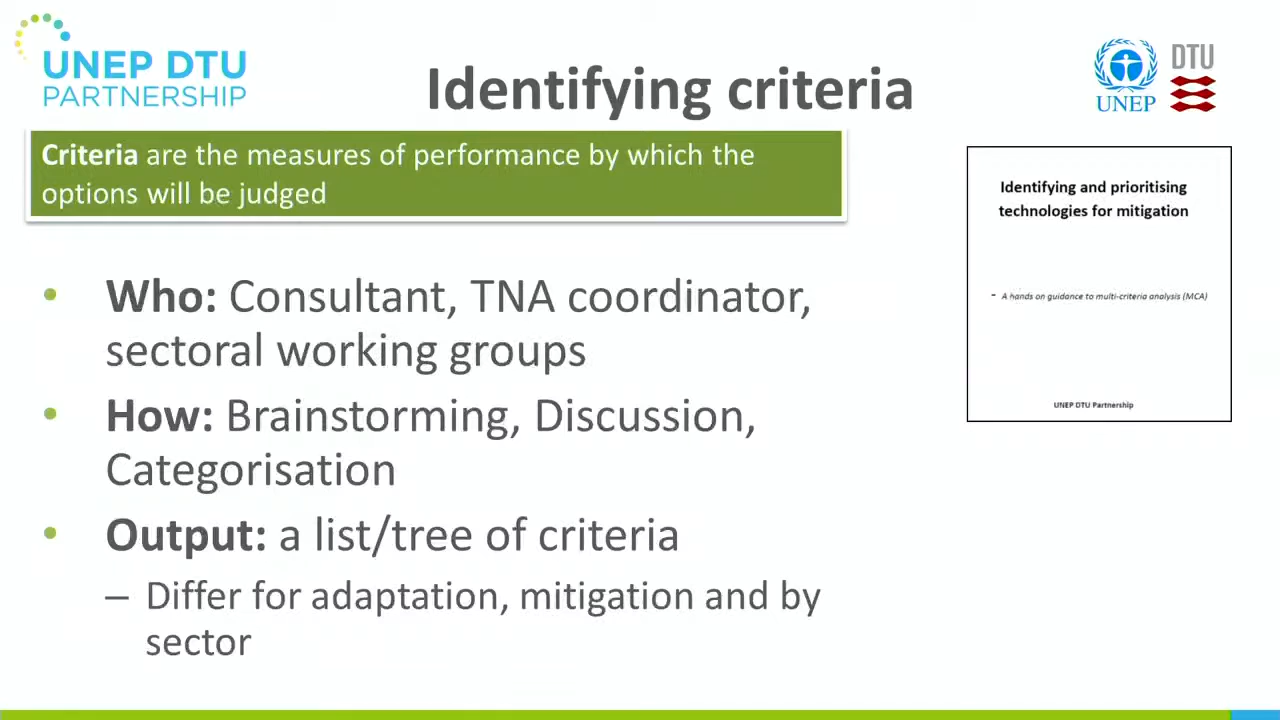 UNEP DTU
PARTNERSHIP
Identifying criteria
UNEP
DTU
Criteria are the measures of performance by which the
options will be judged
• Who: Consultant, TNA coordinator,
sectoral working groups
• How: Brainstorming, Discussion,
Categorisation
• Output: a list/tree of criteria
– Differ for adaptation, mitigation and by
sector
Identifying and prioritising
technologies for mitigation
- A hands on guidance to multi-criteria analysis (MCA)
UNEP DTU Partnership